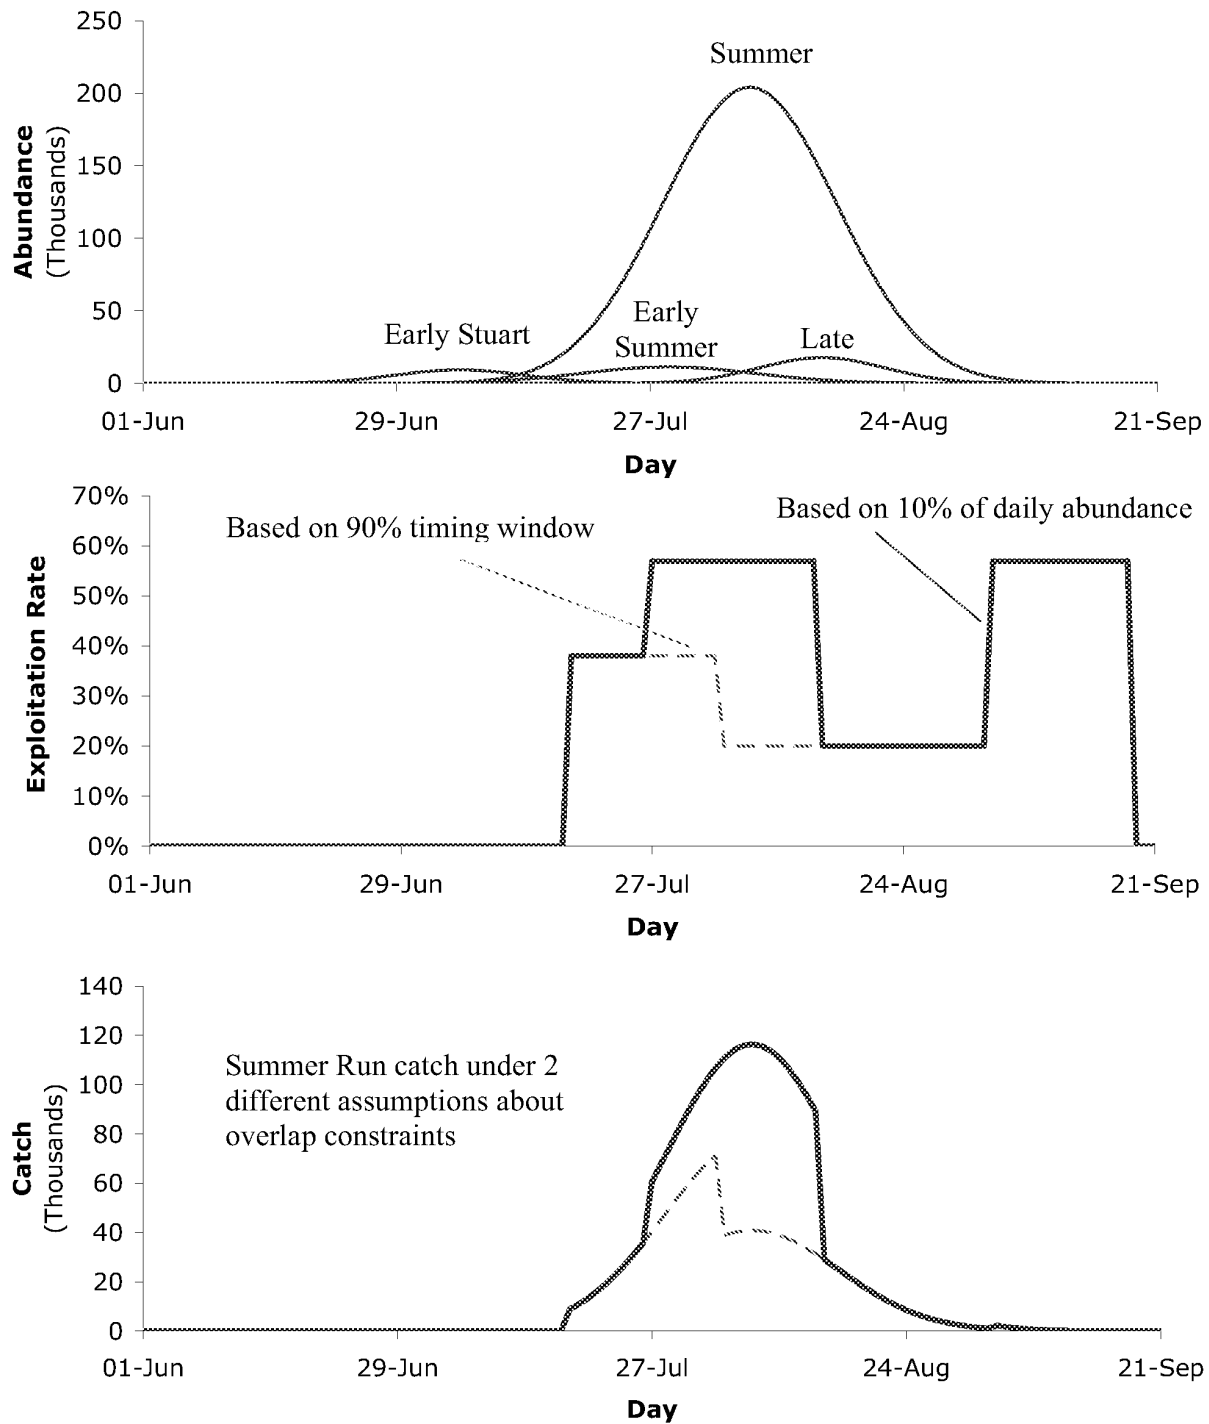 250
200
150
100
50
0
Abundance
(Thousands)
Summer
Early Stuart
Early
Summer
Late
01-Jun
29-Jun
27-Jul
24-Aug
21-Sep
Day
70%
60%
50%
40%
30%
20%
10%
0%
Exploitation Rate
Based on 90% timing window
Based on 10% of daily abundance
01-Jun
29-Jun
27-Jul
24-Aug
21-Sep
Day
140
120
100
80
60
40
20
0
Catch
(Thousands)
Summer Run catch under 2
different assumptions about
overlap constraints
01-Jun
29-Jun
27-Jul
24-Aug
21-Sep
Day